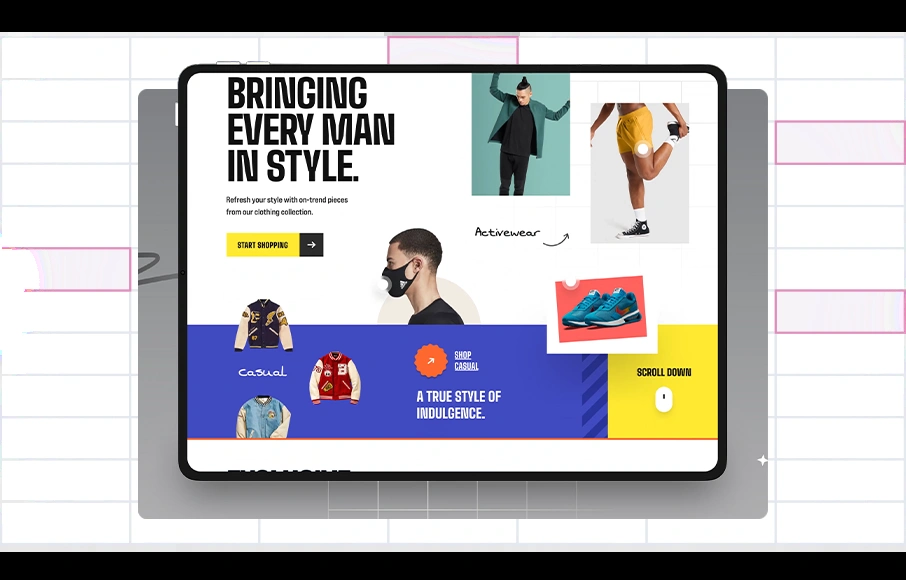 BRINGING
EVERY MAN
IN STYLE.
Refresh your style with on-trend pieces
from our clothing collection.
START SHOPPING
Activewear
Casual
SHOP
CASUAL
A TRUE STYLE OF
INDULGENCE.
SCROLL DOWN